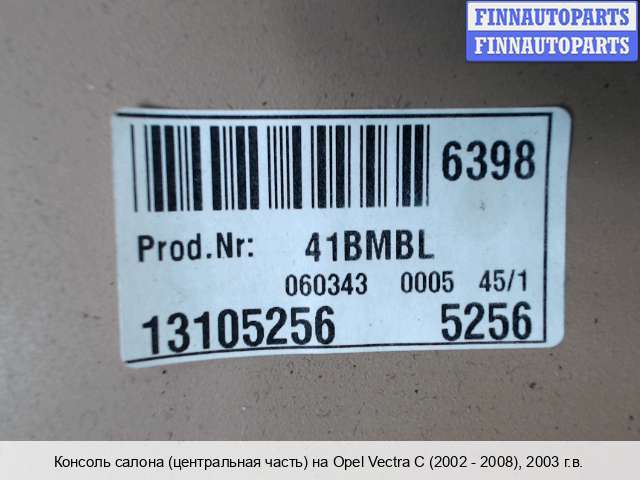 FINNAUTOPARTS
FINNAUTOPARTS
6398
Prod.Nr: 41BMBL
060343 0005 45/1
13105256 5256
Консоль салона (центральная часть) на Opel Vectra C (2002 - 2008), 2003 г.в.